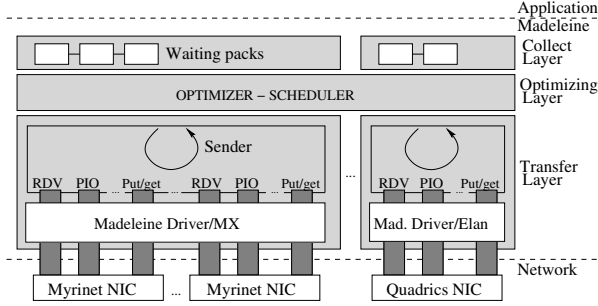 Application
Madeleine
Waiting packs
Collect
Layer
OPTIMIZER – SCHEDULER
Optimizing
Layer
Sender
...
Transfer
Layer
RDV PIO ... Put/get ... RDV PIO ... Put/get
RDV PIO ... Put/get
Madeleine Driver/MX
Mad. Driver/Elan
Network
Myrinet NIC ... Myrinet NIC
Quadrics NIC